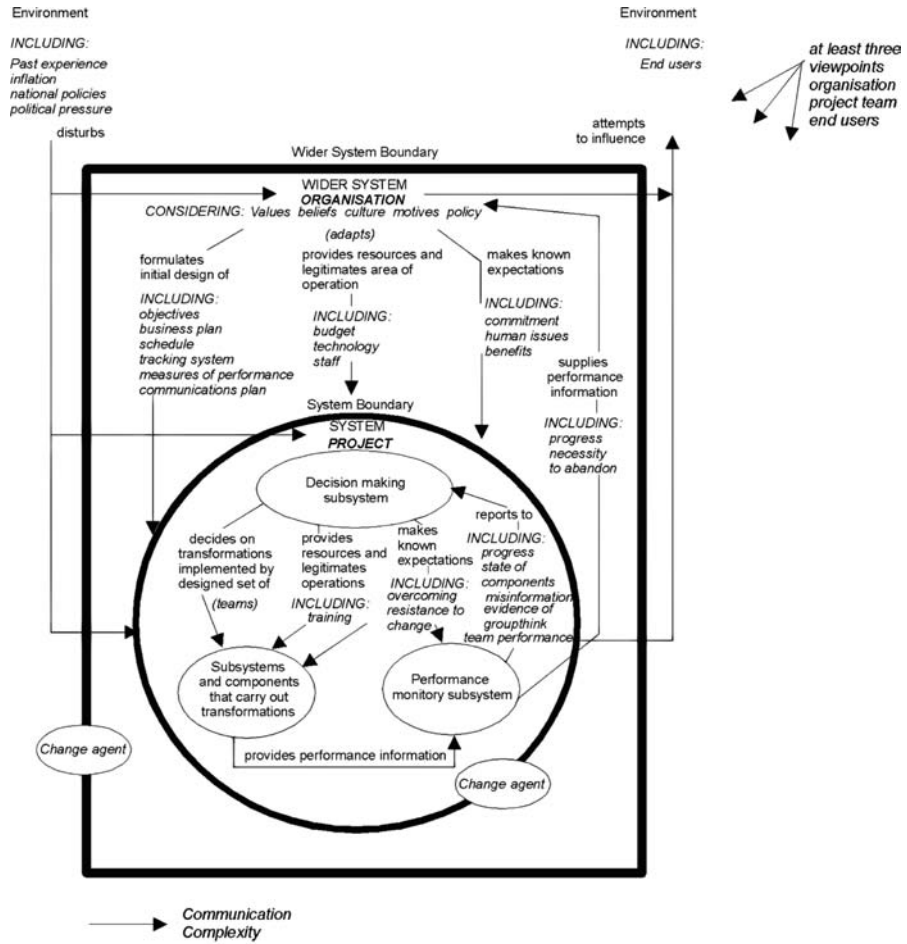 Environment
INCLUDING:
Past experience
inflation
national policies
political pressure
disturbs
Environment
INCLUDING:
End users
attempts
to influence
at least three
viewpoints
organisation
project team
end users
Wider System Boundary
WIDER SYSTEM
ORGANISATION
CONSIDERING: Values beliefs culture motives policy
(adapts)
formulates
initial design of
INCLUDING:
objectives
business plan
schedule
tracking system
measures of performance
communications plan
provides resources and
legitimates area of
operation
INCLUDING:
budget
technology
staff
makes known
expectations
INCLUDING:
commitment
human issues
benefits
supplies
performance
information
INCLUDING:
progress
necessity
to abandon
System Boundary
SYSTEM
PROJECT
Decision making
subsystem
decides on
transformations
implemented by
designed set of
(teams)
provides
resources and
legitimates
operations
INCLUDING:
training
makes
known
expectations
INCLUDING:
overcoming
resistance to
change
reports to
INCLUDING:
progress
state of
components
misinformation
evidence of
groupthink
team performance
Subsystems
and components
that carry out
transformations
Performance
monitory subsystem
provides performance information
Change agent
Change agent
Communication
Complexity